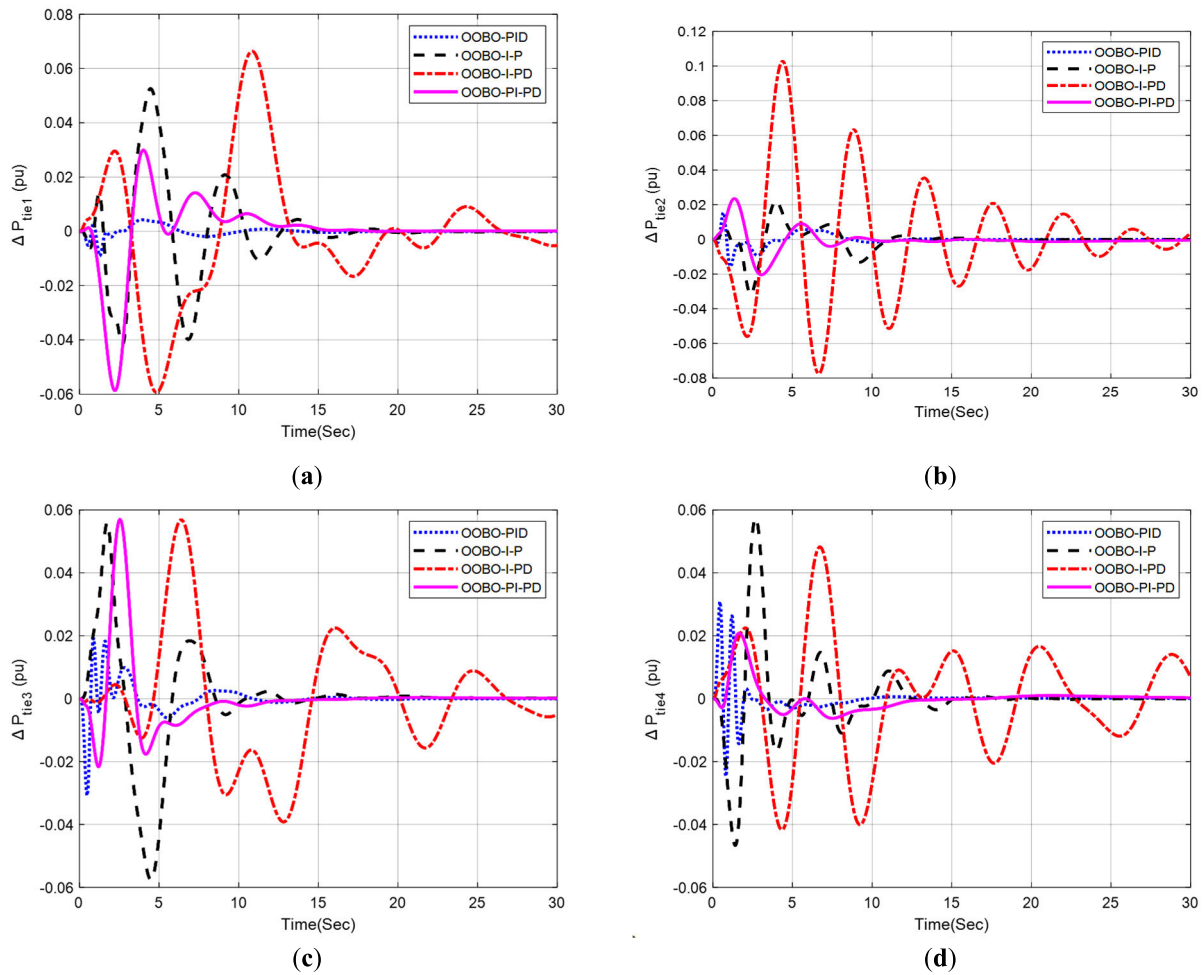 0.08
0.06
0.04
0.02
0
-0.02
-0.04
-0.06
Δ P_tie1 (pu)
OOBO-PID
OOBO-I-P
OOBO-I-PD
OOBO-PI-PD
0 5 10 15 20 25 30
Time(Sec)
(a)
0.12
0.1
0.08
0.06
0.04
0.02
0
-0.02
-0.04
-0.06
-0.08
Δ P_tie2 (pu)
OOBO-PID
OOBO-I-P
OOBO-I-PD
OOBO-PI-PD
0 5 10 15 20 25 30
Time(Sec)
(b)
0.06
0.04
0.02
0
-0.02
-0.04
-0.06
Δ P_tie3 (pu)
OOBO-PID
OOBO-I-P
OOBO-I-PD
OOBO-PI-PD
0 5 10 15 20 25 30
Time(Sec)
(c)
0.06
0.04
0.02
0
-0.02
-0.04
-0.06
Δ P_tie4 (pu)
OOBO-PID
OOBO-I-P
OOBO-I-PD
OOBO-PI-PD
0 5 10 15 20 25 30
Time(Sec)
(d)